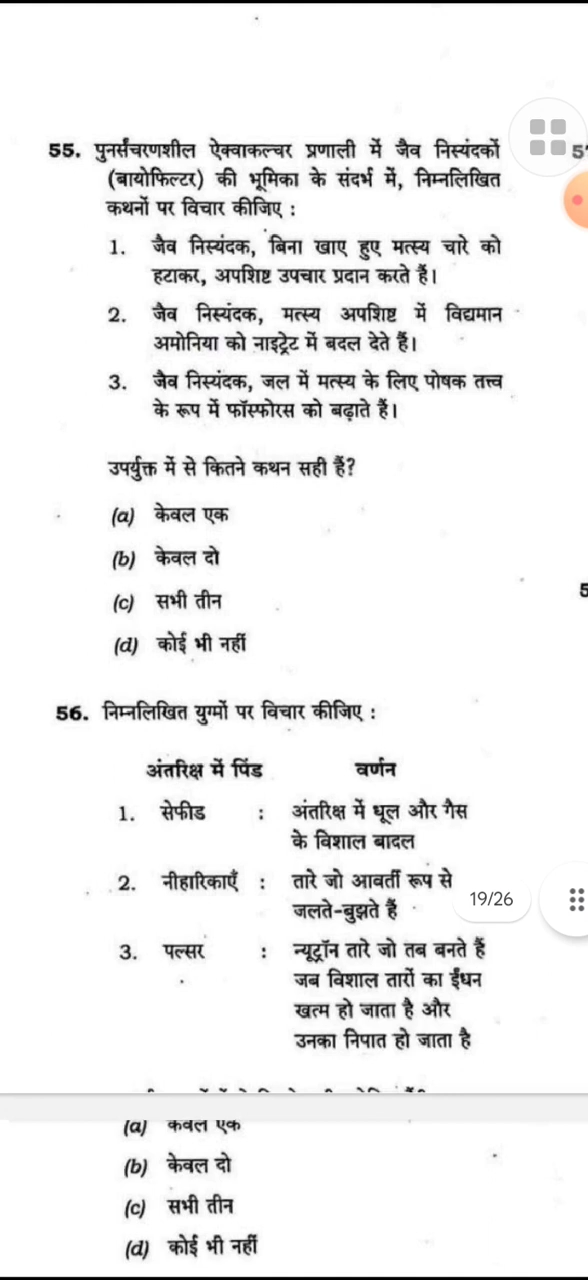 55. पुनर्संचरणशील ऐक्वाकल्चर प्रणाली में जैव निस्यंदकों
(बायोफिल्टर) की भूमिका के संदर्भ में, निम्नलिखित
कथनों पर विचार कीजिए :
1. जैव निस्यंदक, बिना खाए हुए मत्स्य चारे को
हटाकर, अपशिष्ट उपचार प्रदान करते हैं।
2. जैव निस्यंदक, मत्स्य अपशिष्ट में विद्यमान
अमोनिया को नाइट्रेट में बदल देते हैं।
3. जैव निस्यंदक, जल में मत्स्य के लिए पोषक तत्त्व
के रूप में फॉस्फोरस को बढ़ाते हैं।
उपर्युक्त में से कितने कथन सही हैं?
(a) केवल एक
(b) केवल दो
(c) सभी तीन
(d) कोई भी नहीं
56. निम्नलिखित युग्मों पर विचार कीजिए :
अंतरिक्ष में पिंड वर्णन
1. सेफीड : अंतरिक्ष में धूल और गैस
के विशाल बादल
2. नीहारिकाएँ : तारे जो आवर्ती रूप से
जलते-बुझते हैं
19/26
3. पल्सर : न्यूट्रॉन तारे जो तब बनते हैं
जब विशाल तारों का ईंधन
खत्म हो जाता है और
उनका निपात हो जाता है
(a) केवल एक
(b) केवल दो
(c) सभी तीन
(d) कोई भी नहीं